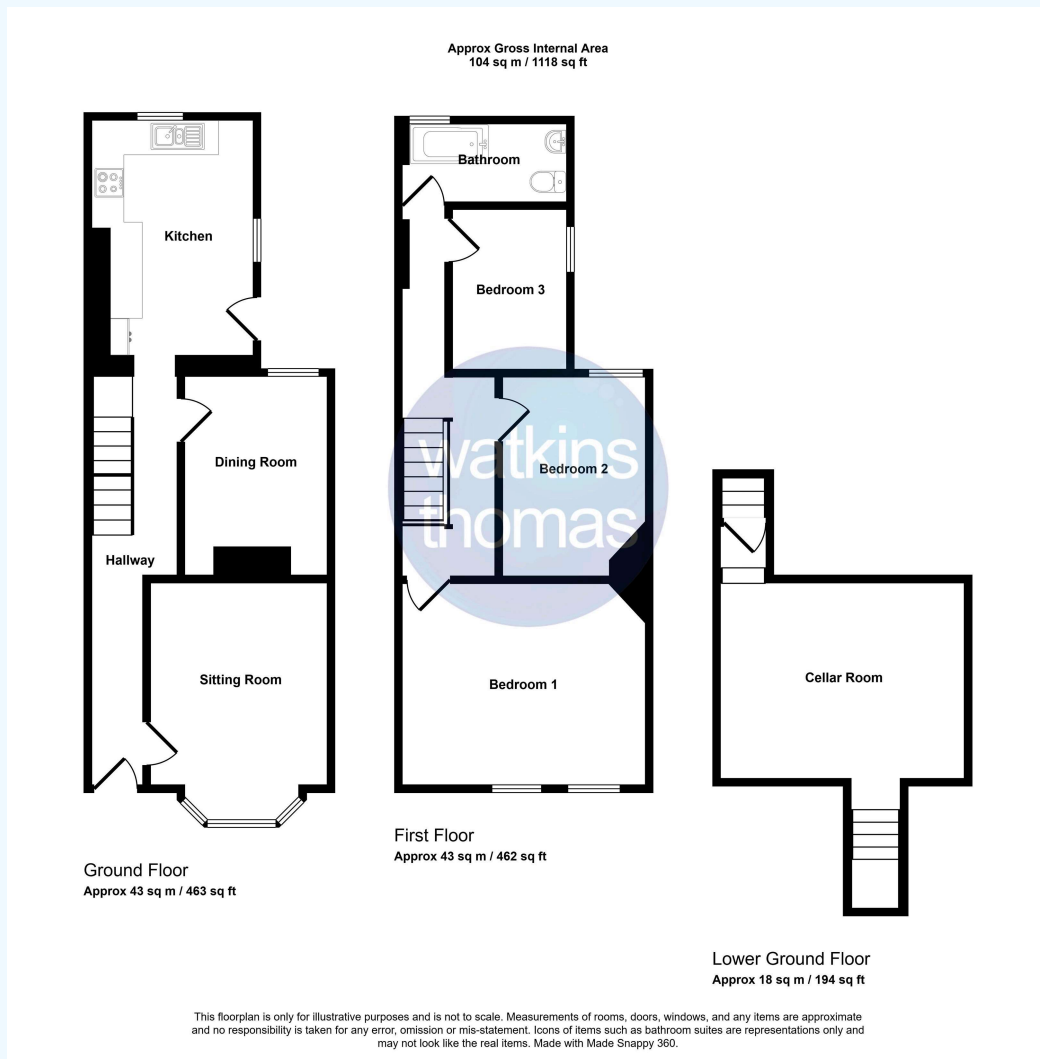 Approx Gross Internal Area
104 sq m / 1118 sq ft
Kitchen
Dining Room
Hallway
Sitting Room
Ground Floor
Approx 43 sq m / 463 sq ft
Bathroom
Bedroom 3
Bedroom 2
watkins
thomas
Bedroom 1
First Floor
Approx 43 sq m / 462 sq ft
Cellar Room
Lower Ground Floor
Approx 18 sq m / 194 sq ft
This floorplan is only for illustrative purposes and is not to scale. Measurements of rooms, doors, windows, and any items are approximate
and no responsibility is taken for any error, omission or mis-statement. Icons of items such as bathroom suites are representations only and
may not look like the real items. Made with Made Snappy 360.